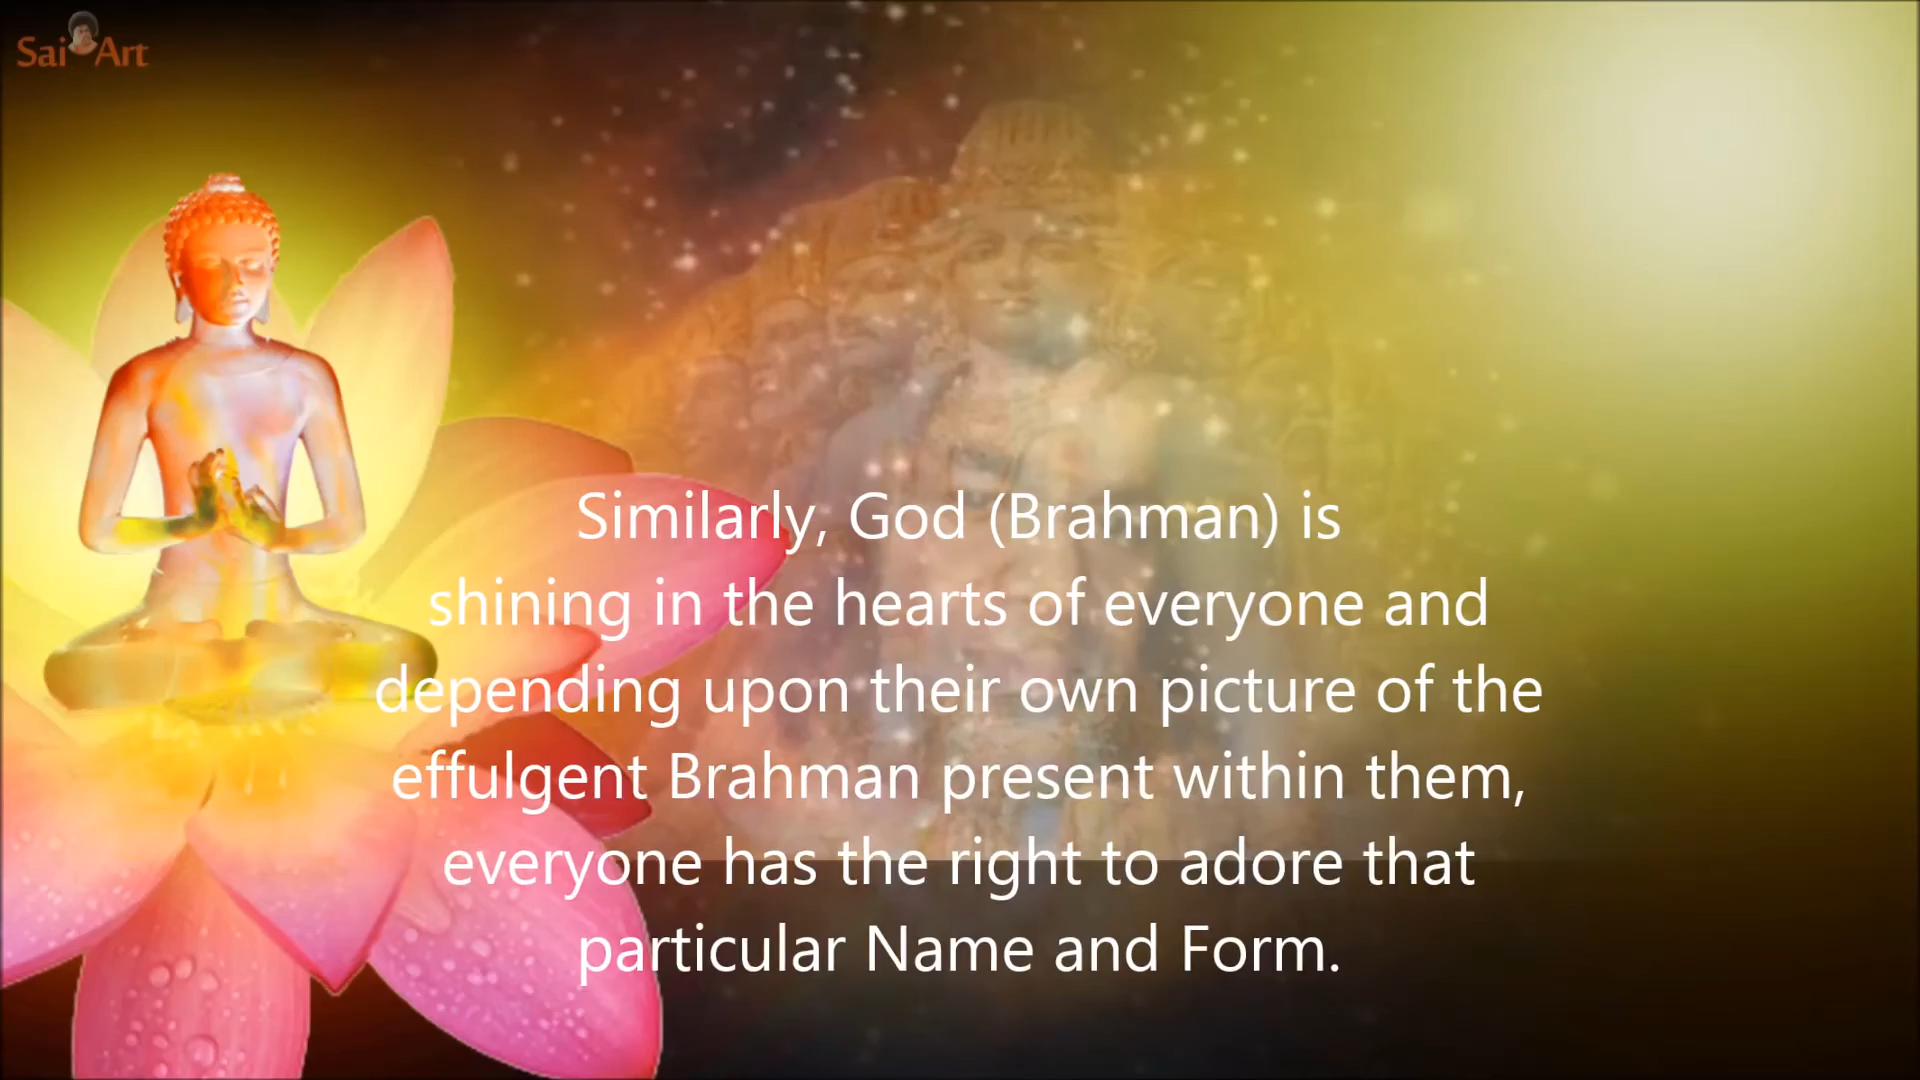 Sai Art
Similarly, God (Brahman) is
shining in the hearts of everyone and
depending upon their own picture of the
effulgent Brahman present within them,
everyone has the right to adore that
particular Name and Form.